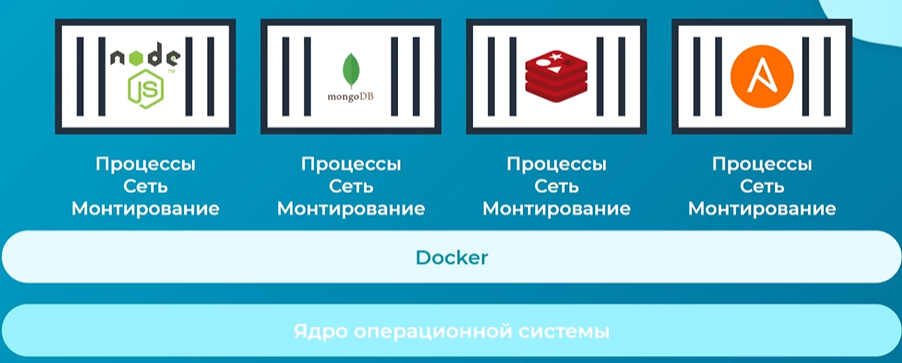 node
JS
TM
mongoDB
A
Процессы
Сеть
Монтирование
Процессы
Сеть
Монтирование
Процессы
Сеть
Монтирование
Процессы
Сеть
Монтирование
Docker
Ядро операционной системы